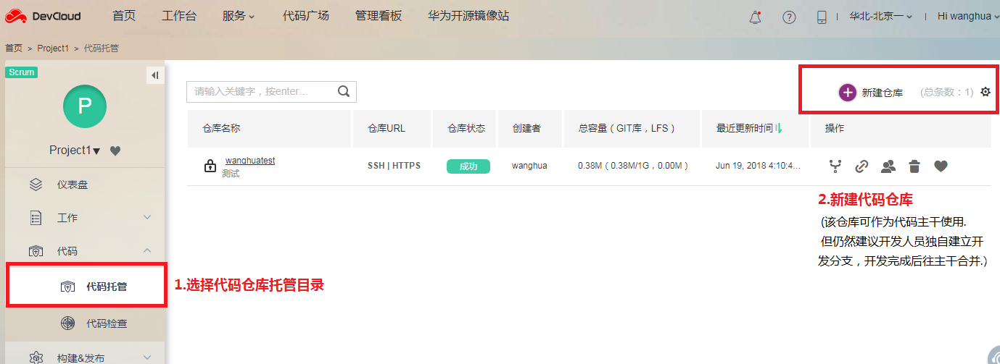 DevCloud 首页 工作台 服务 代码广场 管理看板 华为开源镜像站 华北-北京一 Hi wanghua
首页 > Project1 > 代码托管
Scrum
P
Project1
仪表盘
工作
代码
代码托管
代码检查
构建&发布
请输入关键字，按enter...
新建仓库 (总条数：1)
仓库名称 仓库URL 仓库状态 创建者 总容量（GIT库，LFS） 最近更新时间 操作
wanghuatest SSH | HTTPS 成功 wanghua 0.38M（0.38M/1G，0.00M） Jun 19, 2018 4:10:4...
测试
1.选择代码仓库托管目录
2.新建代码仓库
(该仓库可作为代码主干使用.
但仍然建议开发人员独自建立开
发分支，开发完成后往主干合并.)